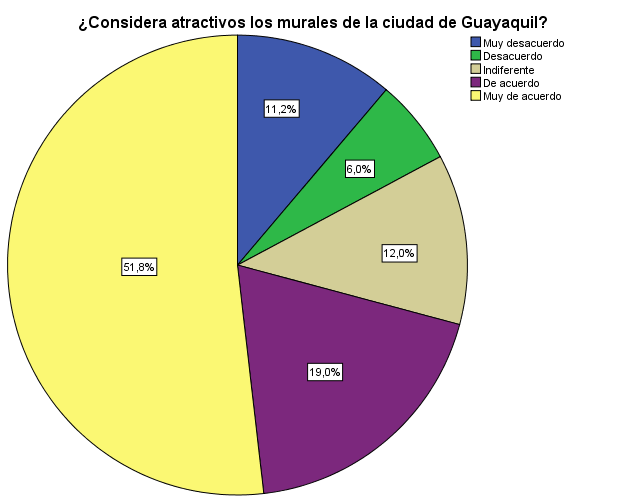 ¿Considera atractivos los murales de la ciudad de Guayaquil?
Muy desacuerdo
Desacuerdo
Indiferente
De acuerdo
Muy de acuerdo
11,2%
6,0%
12,0%
19,0%
51,8%